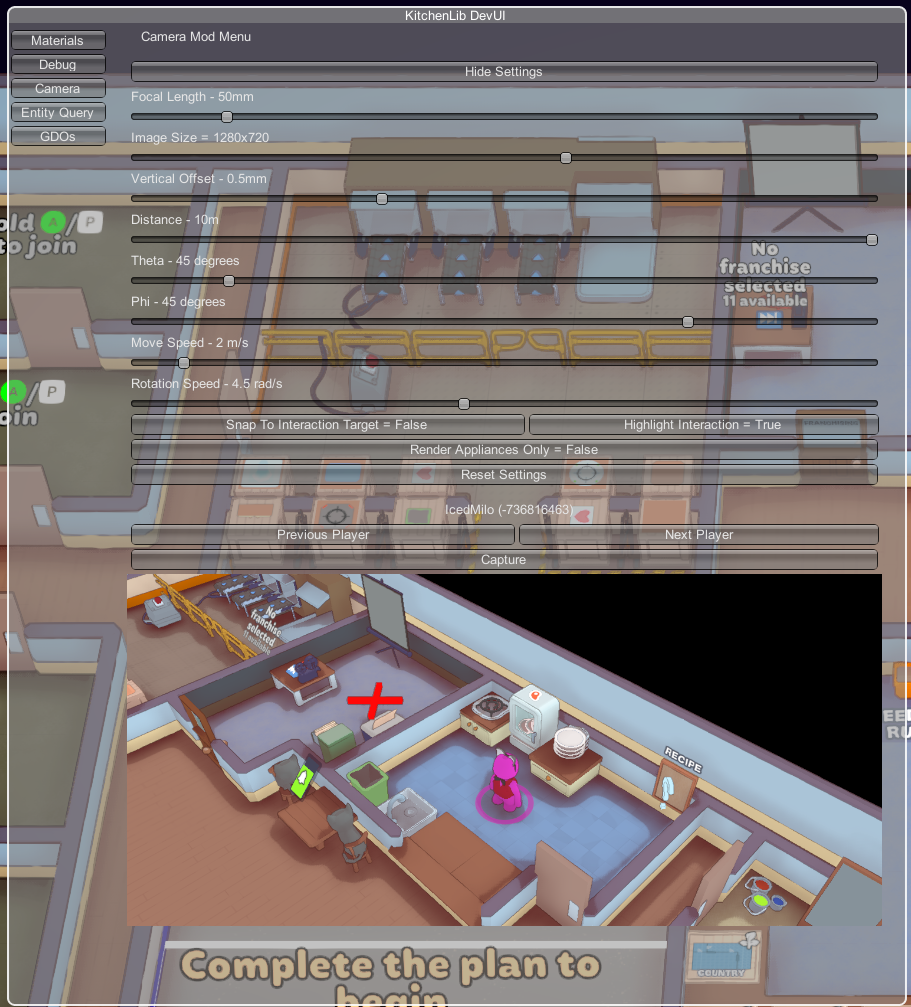 KitchenLib DevUI
Materials
Debug
Camera
Entity Query
GDOs
Camera Mod Menu
Hide Settings
Focal Length - 50mm
Image Size = 1280x720
Vertical Offset - 0.5mm
Distance - 10m
Theta - 45 degrees
Phi - 45 degrees
Move Speed - 2 m/s
Rotation Speed - 4.5 rad/s
Snap To Interaction Target = False
Highlight Interaction = True
Render Appliances Only = False
Reset Settings
IcedMilo (-736816463)
Previous Player
Next Player
Capture
old A/P
to join
A/P
oin
No
franchise
selected
11 available
No
franchise
selected
11 available
RECIPE
COUNTRY
Complete the plan to
begin